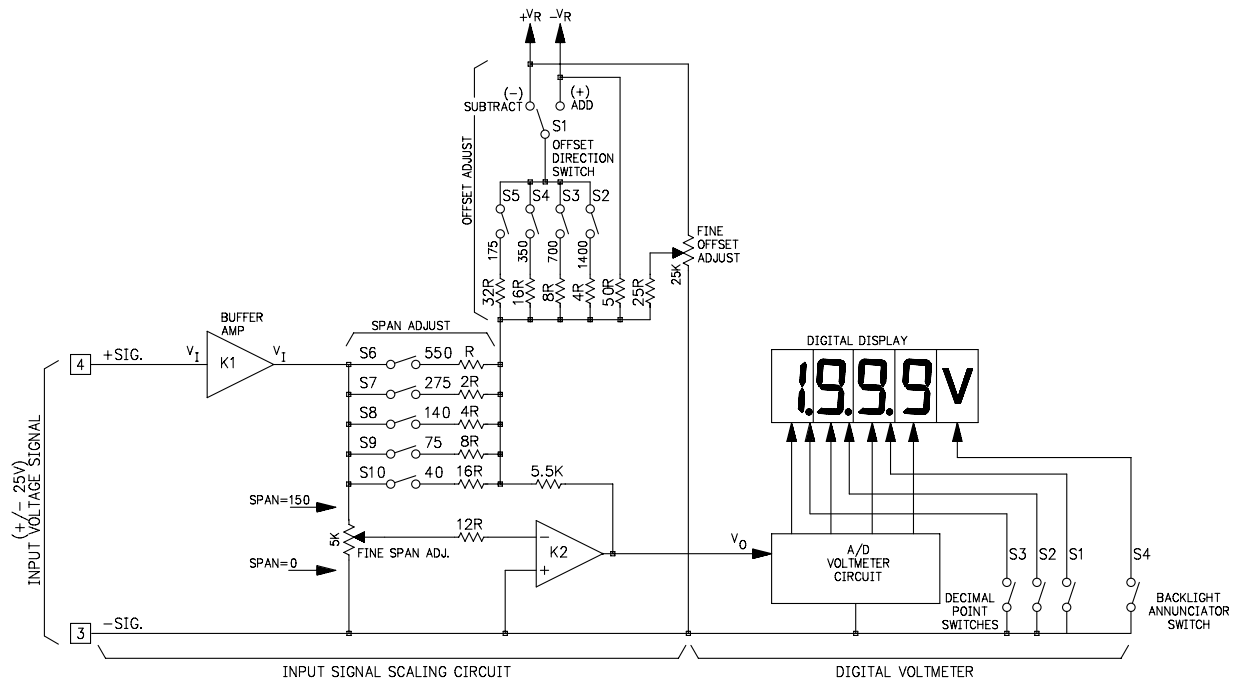 +VR -VR
(-)
SUBTRACT
(+)
ADD
S1
OFFSET
DIRECTION
SWITCH
OFFSET ADJUST
S5 S4 S3 S2
175 350 700 1400
32R 16R 8R 4R 50R 25R
FINE
OFFSET
ADJUST
25K
BUFFER
AMP
SPAN ADJUST
4 +SIG.
VI K1 VI
S6 550 R
S7 275 2R
S8 140 4R
S9 75 8R
S10 40 16R
5.5K
SPAN=150
5K
FINE SPAN ADJ.
12R
SPAN=0
- K2
+
VO
INPUT VOLTAGE SIGNAL
(+/- 25V)
3 -SIG.
DIGITAL DISPLAY
1.9.9.9 V
A/D
VOLTMETER
CIRCUIT
S3 S2 S1 S4
DECIMAL
POINT
SWITCHES
BACKLIGHT
ANNUNCIATOR
SWITCH
INPUT SIGNAL SCALING CIRCUIT
DIGITAL VOLTMETER